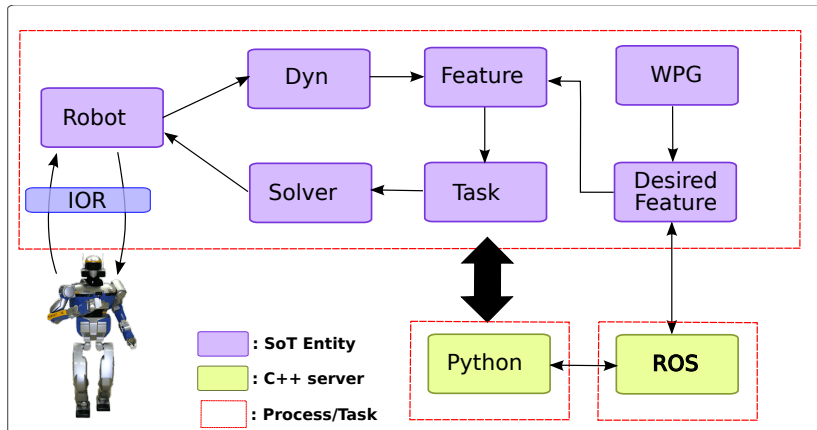 Dyn
Feature
WPG
Robot
Solver
Task
Desired
Feature
IOR
Python
ROS
: SoT Entity
: C++ server
: Process/Task